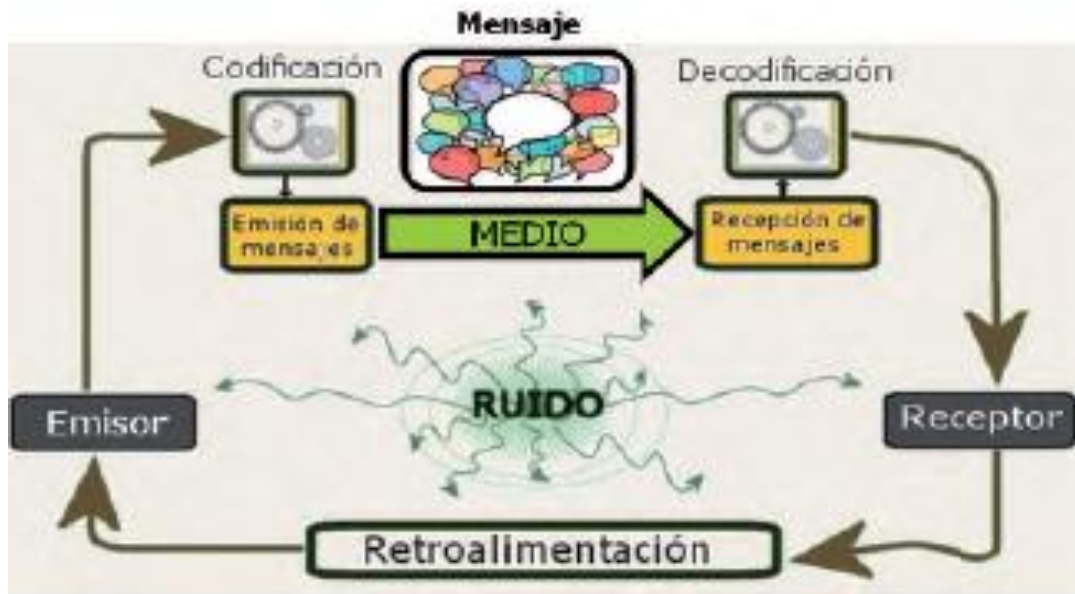 Mensaje
Codificación
Decodificación
Emisión de
mensajes
MEDIO
Recepción de
mensajes
RUIDO
Emisor
Receptor
Retroalimentación